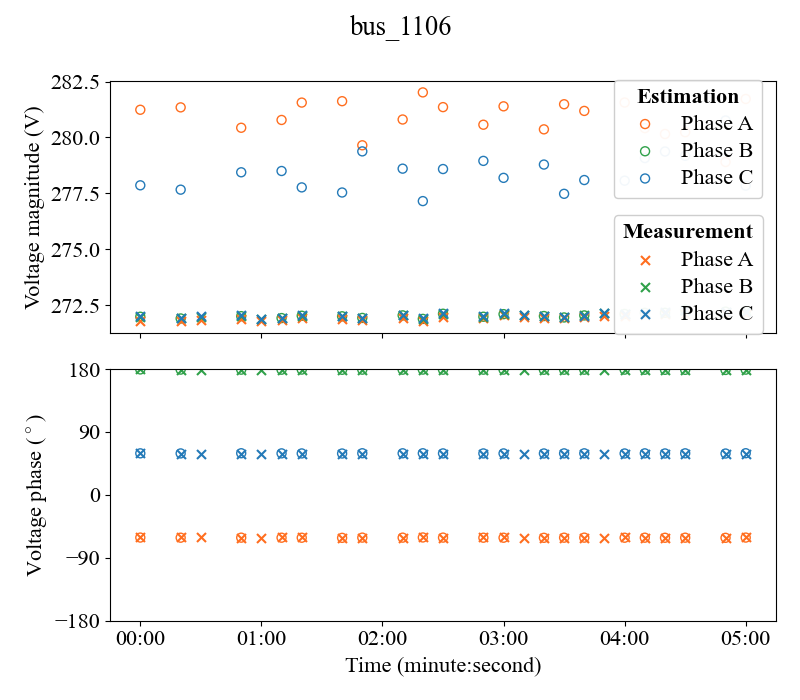 bus_1106
Voltage magnitude (V)
282.5
280.0
277.5
275.0
272.5
Estimation
Phase A
Phase B
Phase C
Measurement
Phase A
Phase B
Phase C
Voltage phase (°)
180
90
0
−90
−180
00:00 01:00 02:00 03:00 04:00 05:00
Time (minute:second)